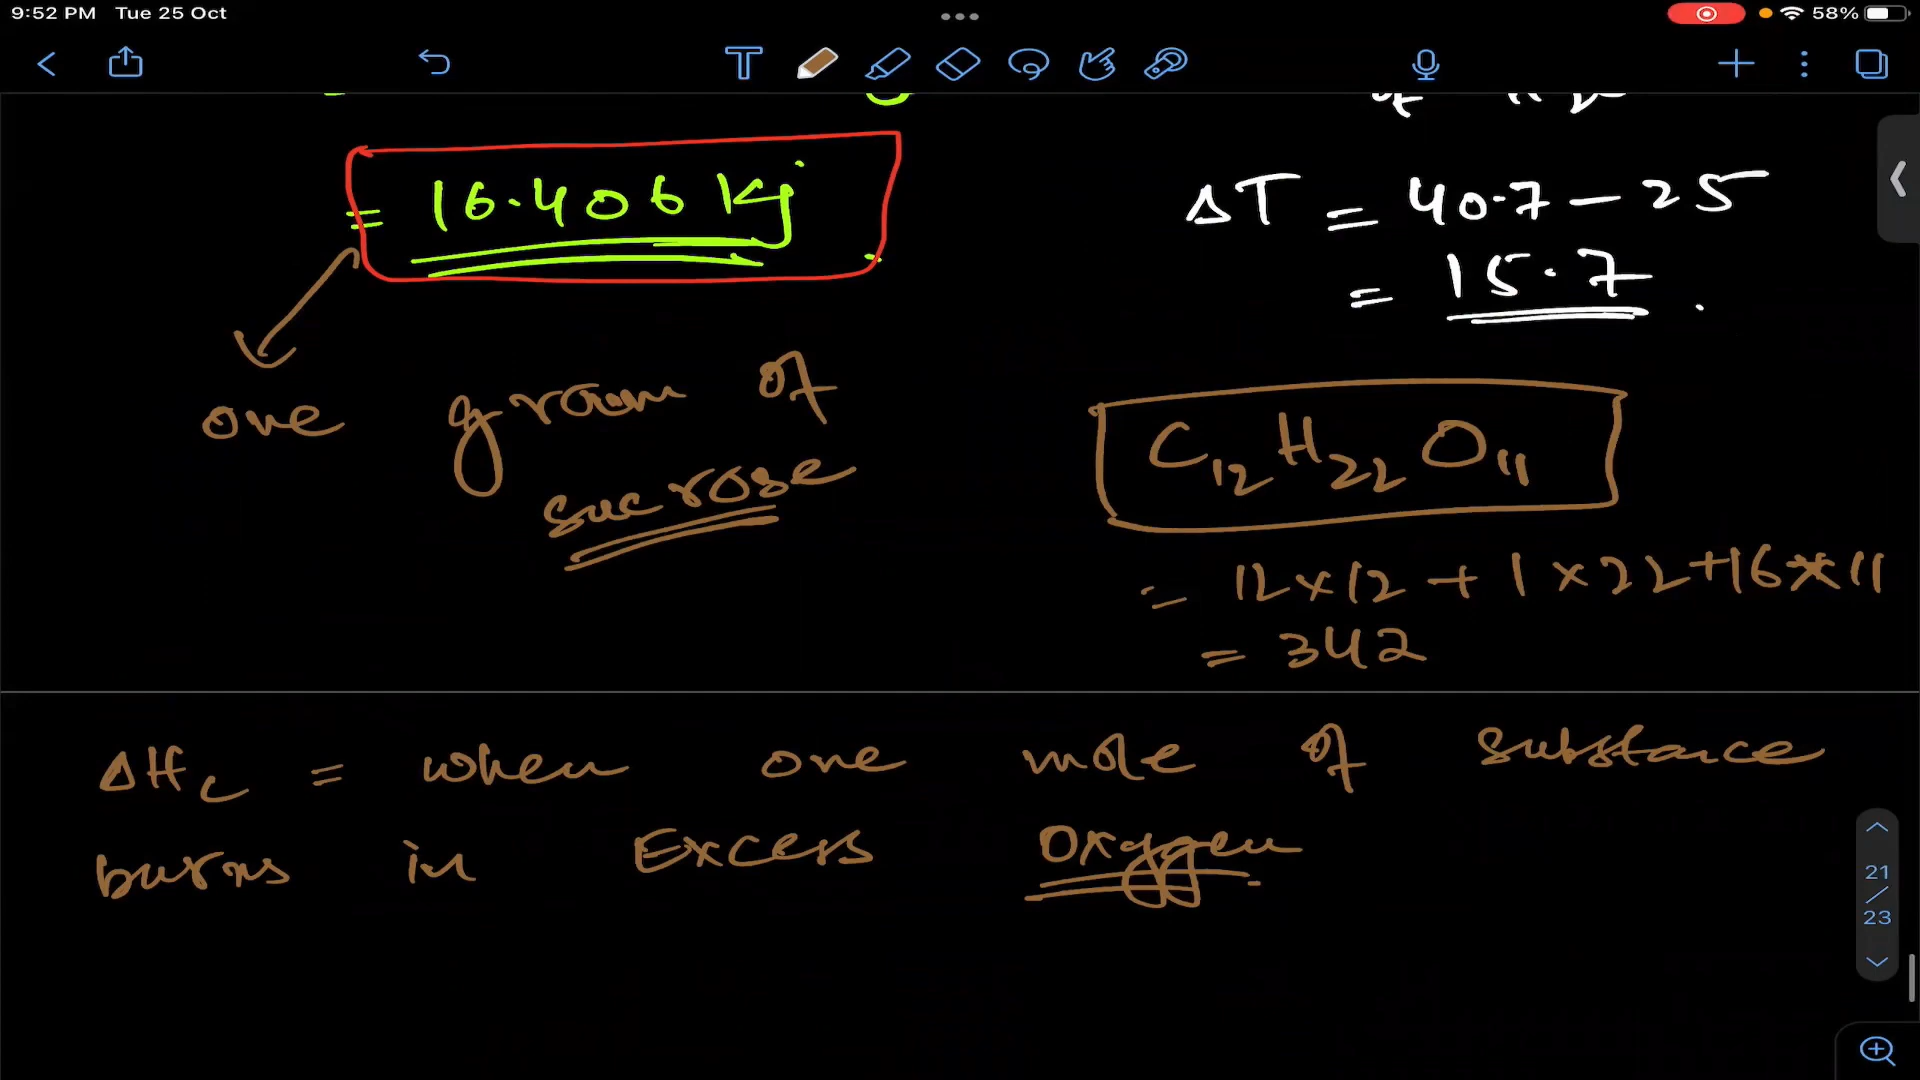 9:52 PM Tue 25 Oct
58%
= 16.406 kj
ΔT = 40.7 - 25
= 15.7
one gram of
sucrose
C₁₂H₂₂O₁₁
= 12 × 12 + 1 × 22 + 16 × 11
= 342
ΔHc = when one mole of substance
burns in Excess Oxygen
21
/
23